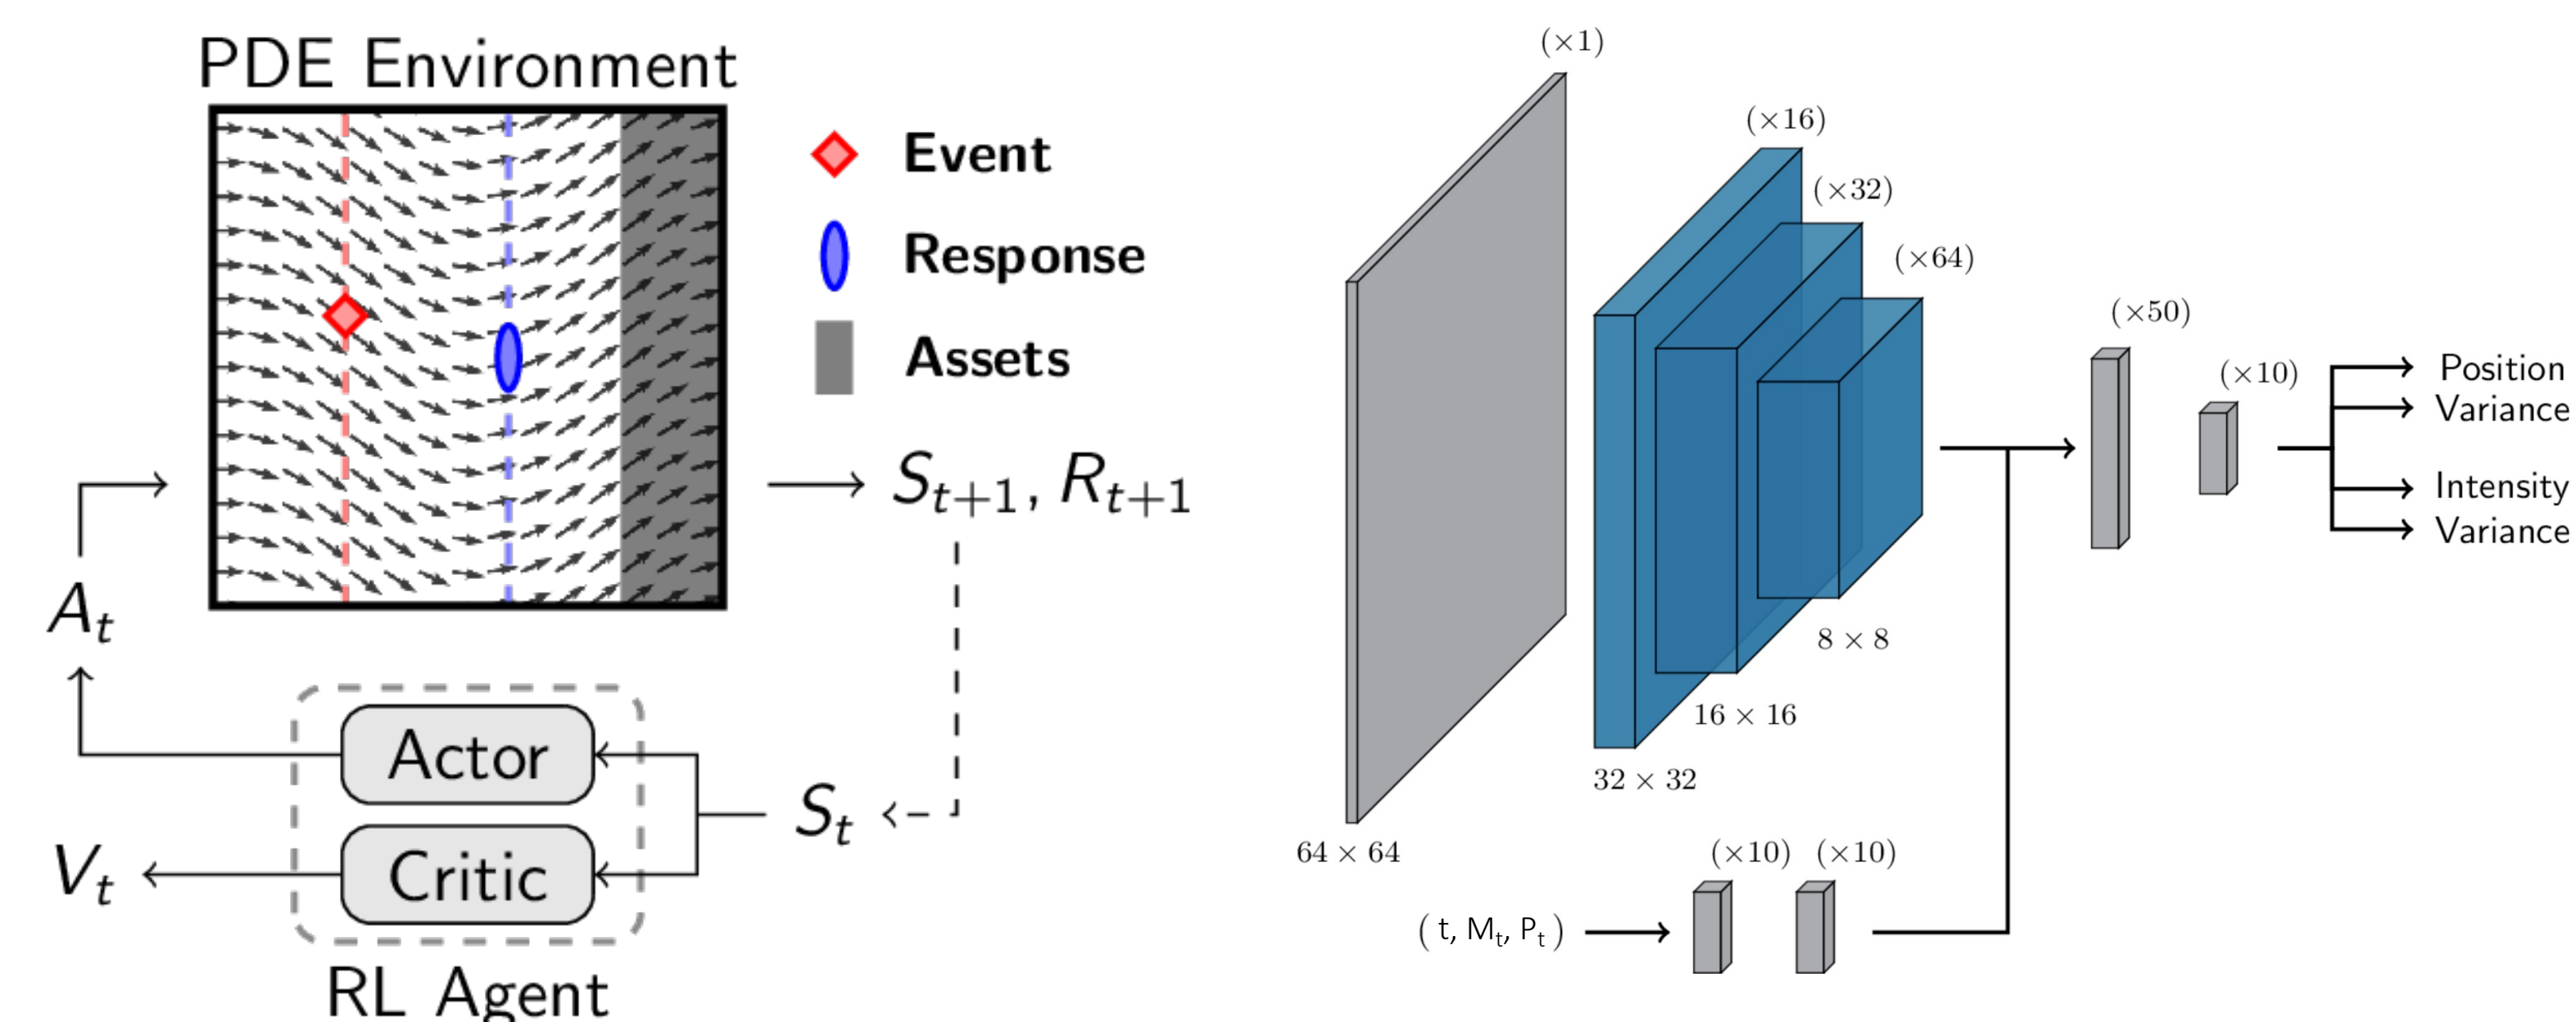 PDE Environment
Event
Response
Assets
S_{t+1}, R_{t+1}
A_t
Actor
Critic
S_t
V_t
RL Agent
(×1)
(×16)
(×32)
(×64)
64 × 64
32 × 32
16 × 16
8 × 8
(×10) (×10)
( t, M_t, P_t )
(×50)
(×10)
Position
Variance
Intensity
Variance